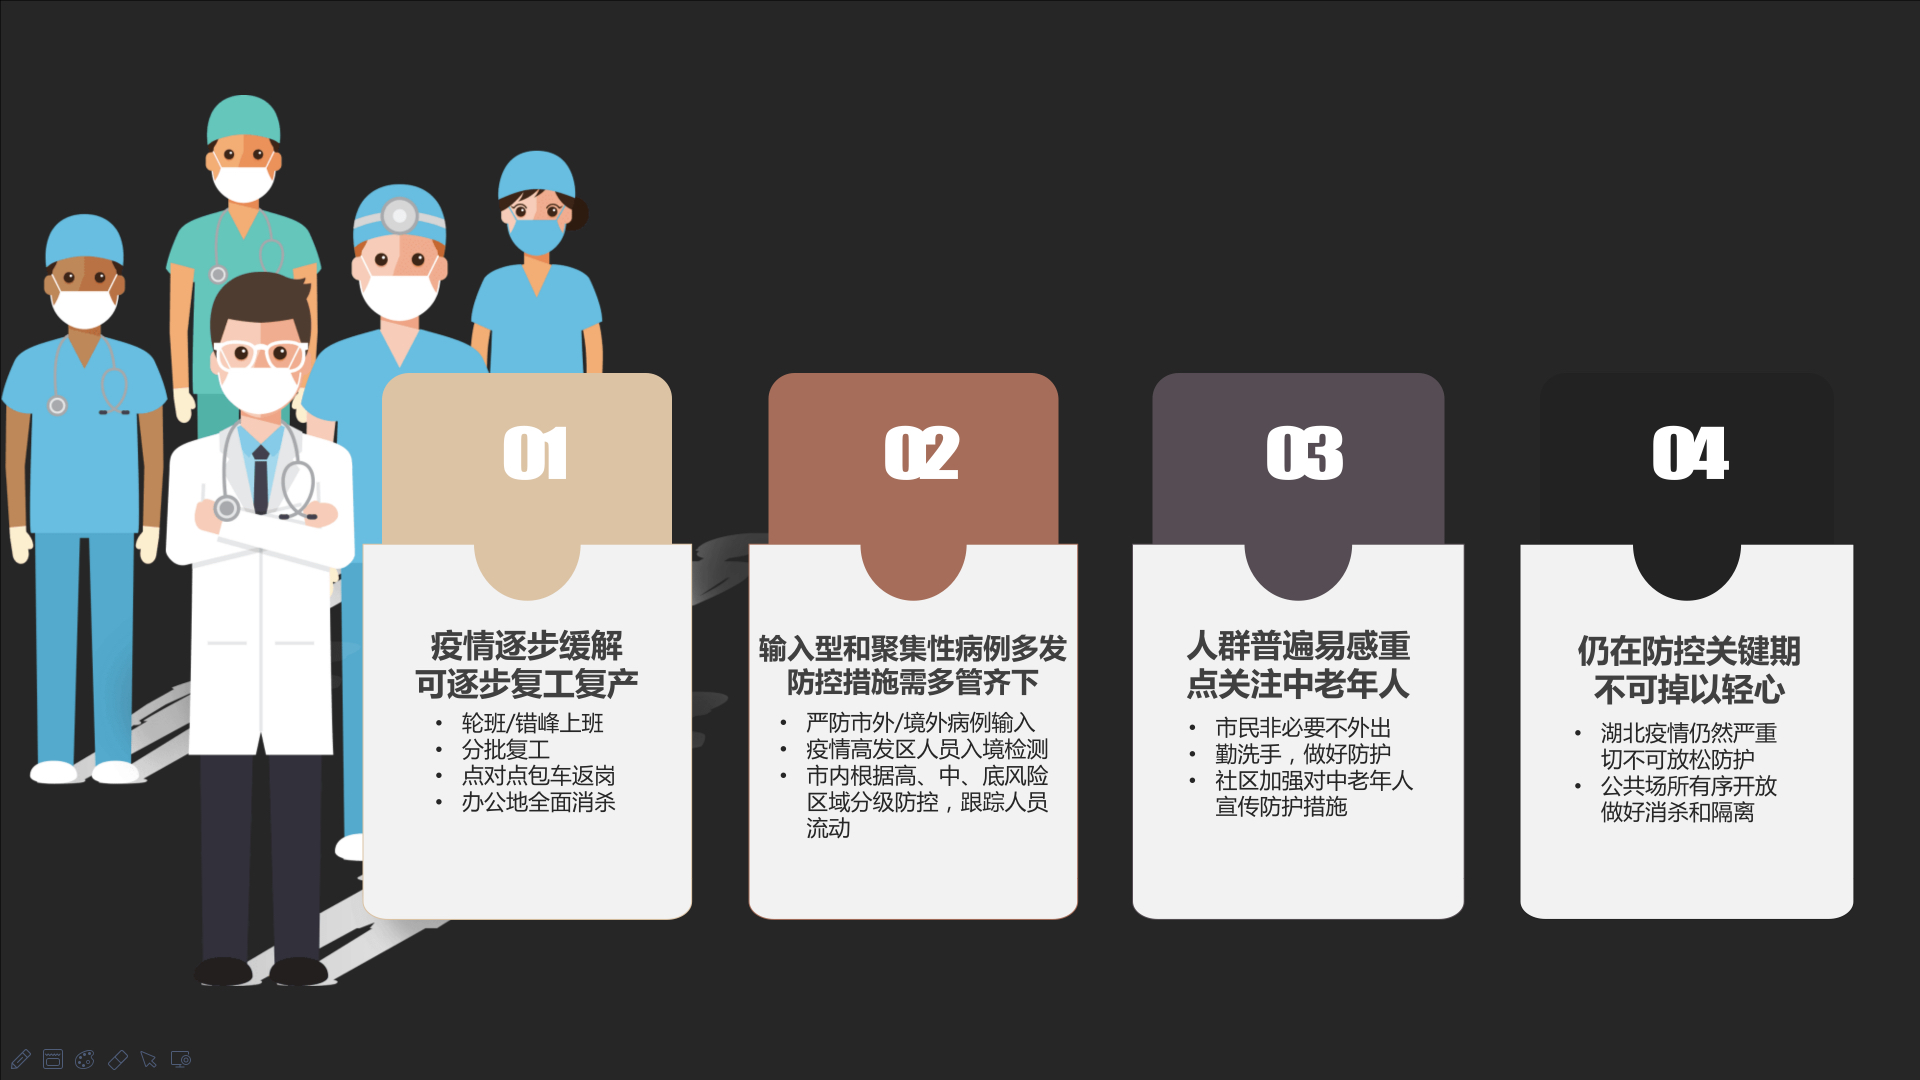 01
疫情逐步缓解
可逐步复工复产
• 轮班/错峰上班
• 分批复工
• 点对点包车返岗
• 办公地全面消杀
02
输入型和聚集性病例多发
防控措施需多管齐下
• 严防市外/境外病例输入
• 疫情高发区人员入境检测
• 市内根据高、中、底风险
区域分级防控，跟踪人员
流动
03
人群普遍易感重
点关注中老年人
• 市民非必要不外出
• 勤洗手，做好防护
• 社区加强对中老年人
宣传防护措施
04
仍在防控关键期
不可掉以轻心
• 湖北疫情仍然严重
切不可放松防护
• 公共场所有序开放
做好消杀和隔离